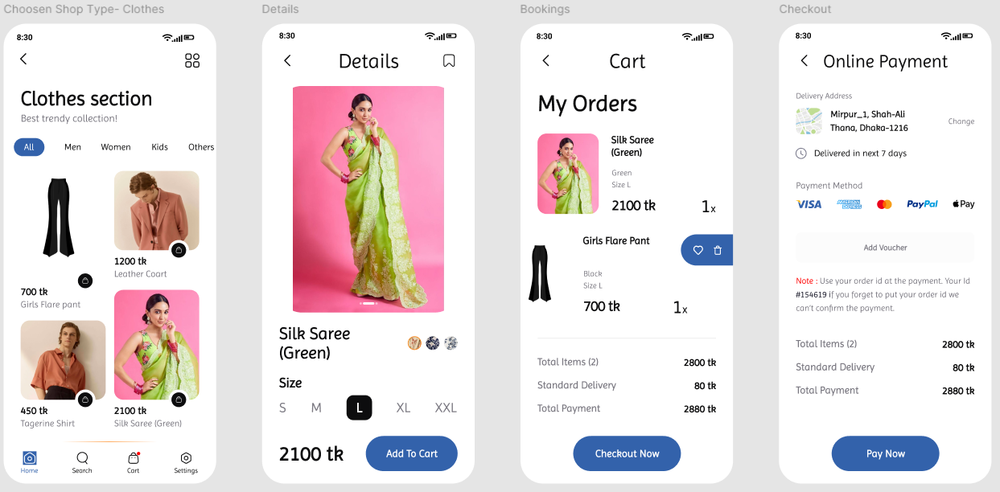 Choosen Shop Type- Clothes
8:30
Clothes section
Best trendy collection!
All Men Women Kids Others
1200 tk
Leather Coart
700 tk
Girls Flare pant
450 tk
Tagerine Shirt
2100 tk
Silk Saree (Green)
Home Search Cart Settings
Details
8:30
Details
Silk Saree
(Green)
Size
S M L XL XXL
2100 tk
Add To Cart
Bookings
8:30
Cart
My Orders
Silk Saree
(Green)
Green
Size L
2100 tk 1x
Girls Flare Pant
Black
Size L
700 tk 1x
Total Items (2) 2800 tk
Standard Delivery 80 tk
Total Payment 2880 tk
Checkout Now
Checkout
8:30
Online Payment
Delivery Address
Mirpur_1, Shah-Ali
Thana, Dhaka-1216
Change
Delivered in next 7 days
Payment Method
VISA AMERICAN EXPRESS PayPal Pay
Add Voucher
Note : Use your order id at the payment. Your Id
#154619 if you forget to put your order id we
can't confirm the payment.
Total Items (2) 2800 tk
Standard Delivery 80 tk
Total Payment 2880 tk
Pay Now